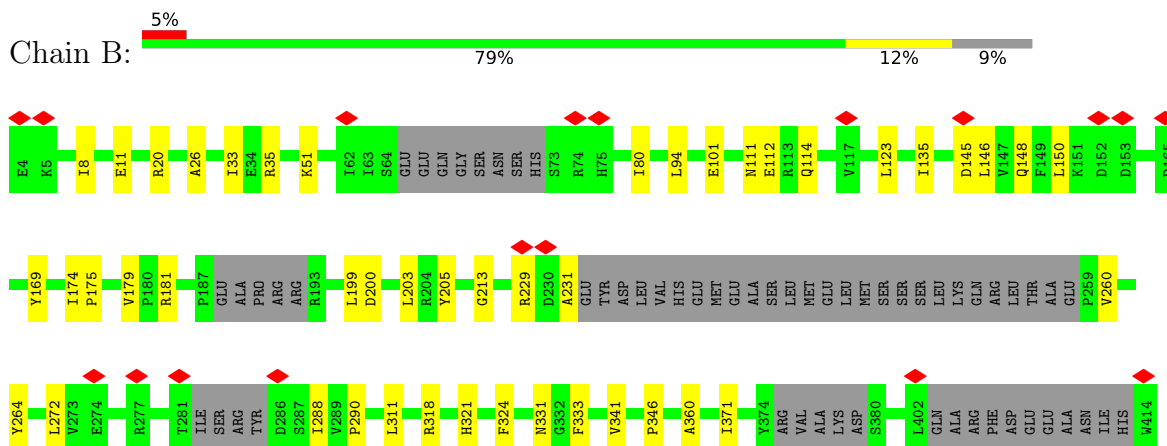 5%
Chain B:
79% 12% 9%
E4 K5 I8 E11 R20 A26 I33 E34 R35 K51 I62 I63 S64 GLU GLU GLN GLY SER ASN SER HIS S73 R74 H75 I80 L94 E101 N111 E112 R113 Q114 V117 L123 I135 D145 L146 V147 Q148 F149 L150 K151 D152 D153
Y169 I174 P175 V179 P180 R181 P187 GLU ALA PRO ARG ARG R193 L199 D200 L203 R204 Y205 G213 R229 D230 A231 GLU TYR ASP LEU VAL HIS GLU MET GLU ALA SER LEU MET GLU LEU MET SER SER SER LEU LYS GLN ARG LEU THR ALA GLU P259 V260
Y264 L272 V273 E274 R277 T281 ILE SER ARG TYR D286 S287 I288 V289 P290 L311 R318 H321 F324 N331 G332 F333 V341 P346 A360 I371 Y374 ARG VAL ALA LYS ASP S380 L402 GLN ALA ARG PHE ASP GLU GLU ALA ASN ILE HIS W414